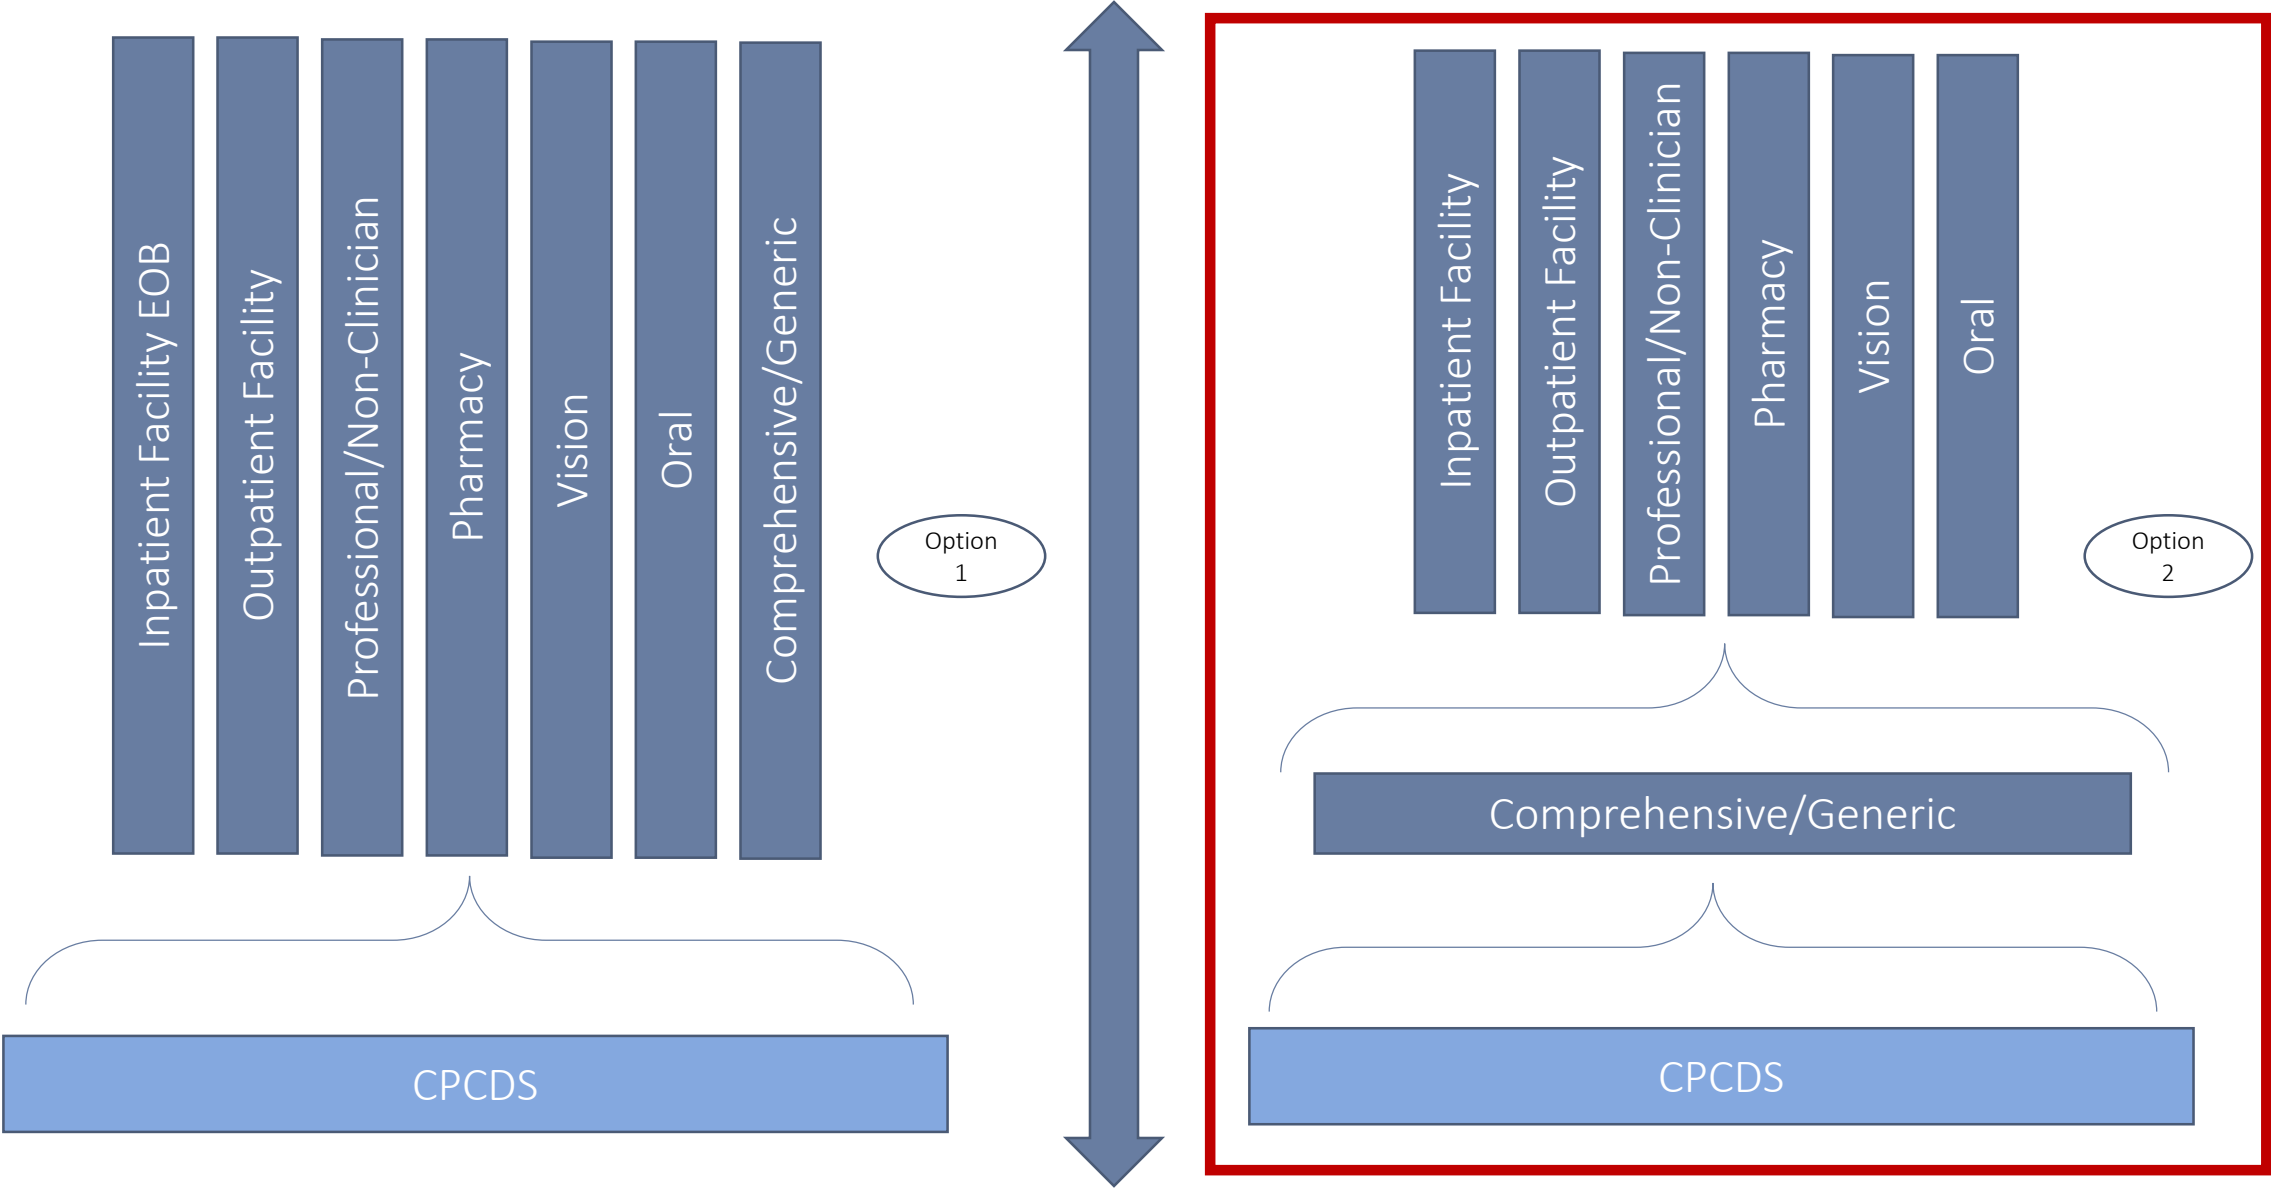 Inpatient Facility EOB
Outpatient Facility
Professional/Non-Clinician
Pharmacy
Vision
Oral
Comprehensive/Generic
Option
1
CPCDS
Inpatient Facility
Outpatient Facility
Professional/Non-Clinician
Pharmacy
Vision
Oral
Option
2
Comprehensive/Generic
CPCDS